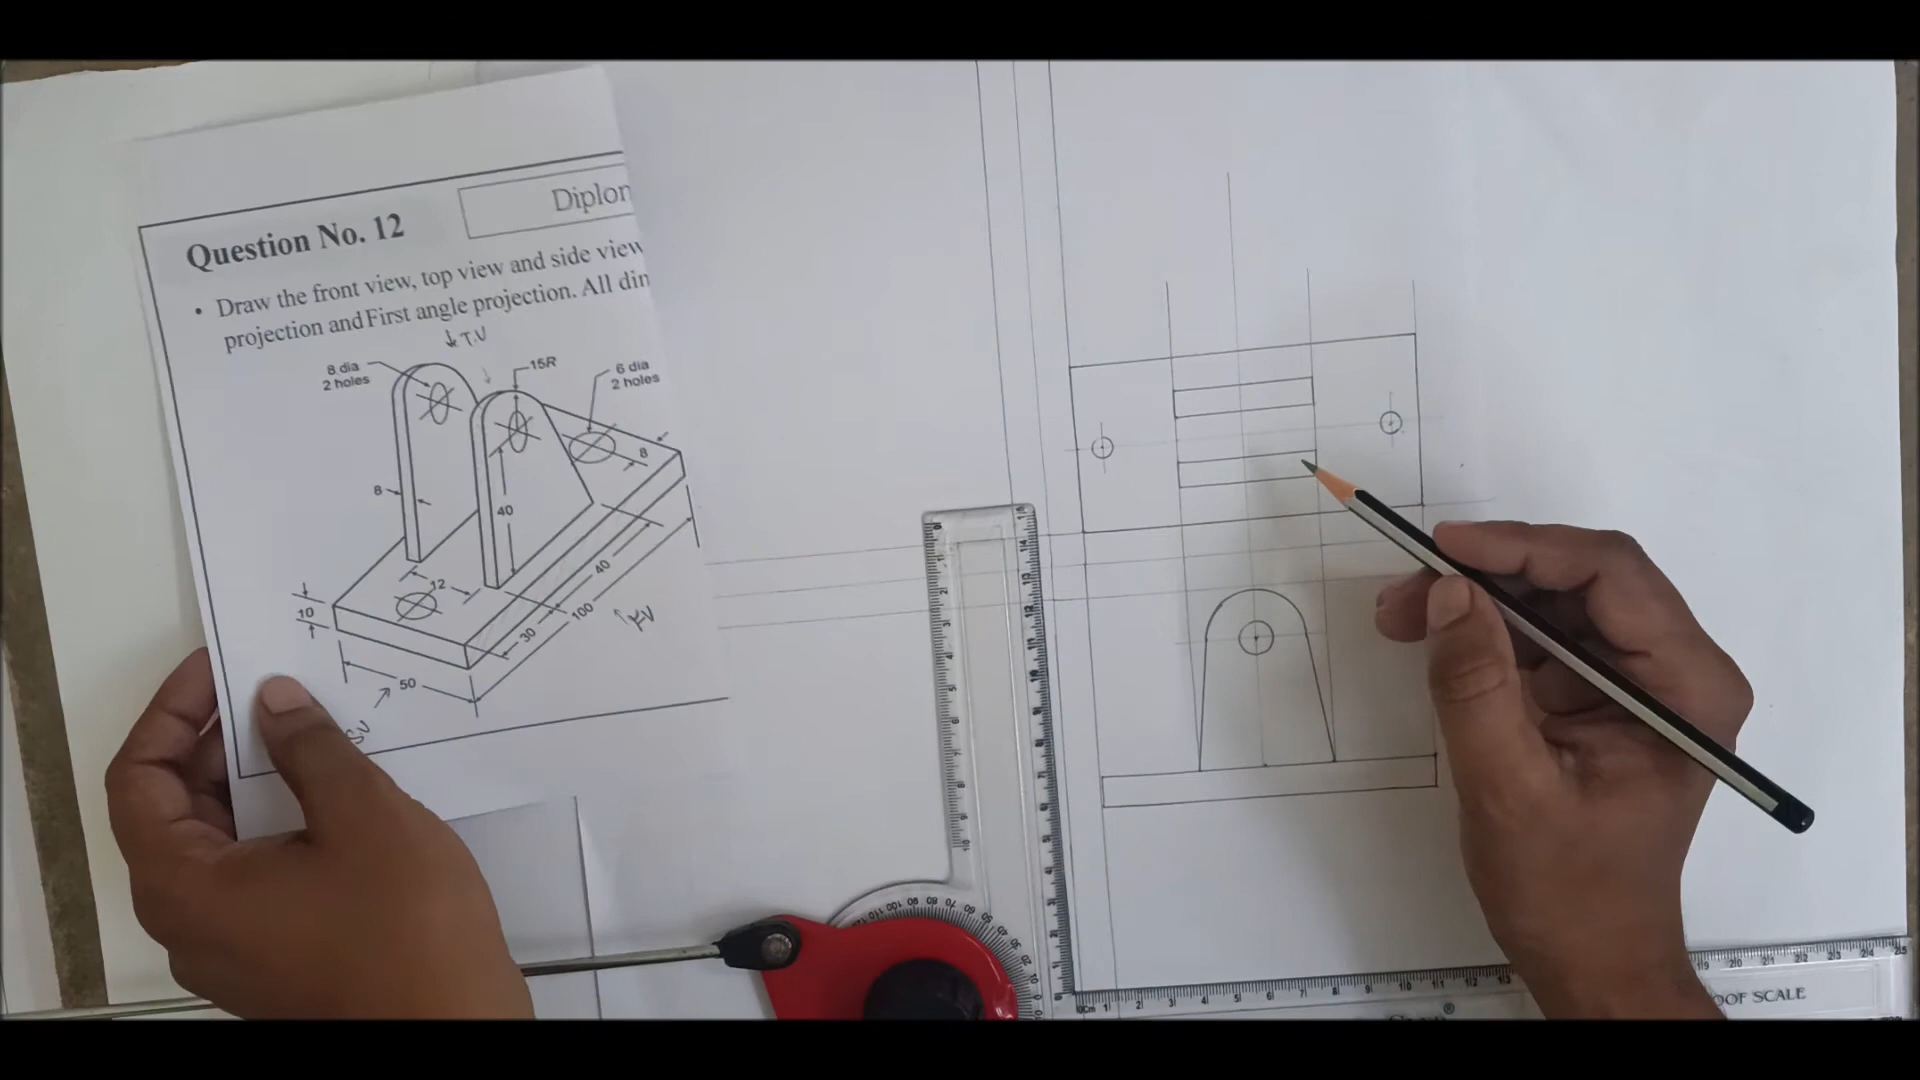 Diplon
Question No. 12
• Draw the front view, top view and side view
projection and First angle projection. All din
T.V
8 dia
2 holes
15R
6 dia
2 holes
8
8
40
12
10
40
100
30
50
F.V
SV
OOF SCALE